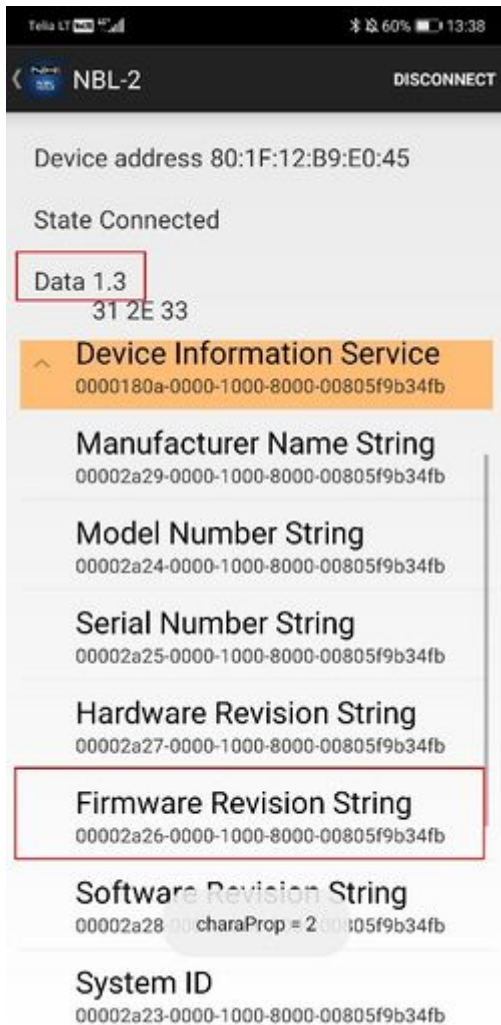 Telia LT 60% 13:38
NBL-2 DISCONNECT
Device address 80:1F:12:B9:E0:45
State Connected
Data 1.3
31 2E 33
Device Information Service
0000180a-0000-1000-8000-00805f9b34fb
Manufacturer Name String
00002a29-0000-1000-8000-00805f9b34fb
Model Number String
00002a24-0000-1000-8000-00805f9b34fb
Serial Number String
00002a25-0000-1000-8000-00805f9b34fb
Hardware Revision String
00002a27-0000-1000-8000-00805f9b34fb
Firmware Revision String
00002a26-0000-1000-8000-00805f9b34fb
Software Revision String
00002a28 05f9b34fb
charaProp = 2
System ID
00002a23-0000-1000-8000-00805f9b34fb